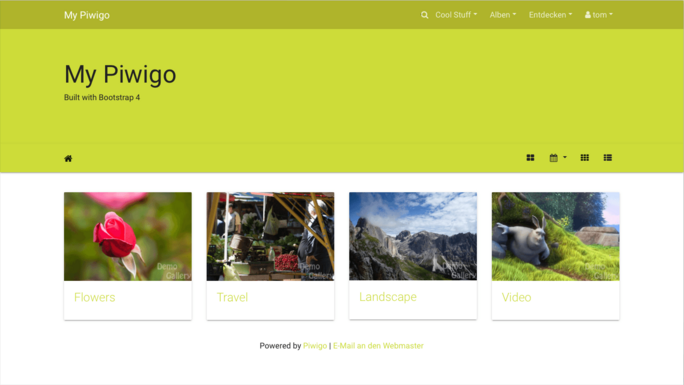 My Piwigo
Cool Stuff Alben Entdecken tom
My Piwigo
Built with Bootstrap 4
Demo Gallery
Demo Gallery
Demo Gallery
Demo Gallery
Flowers
Travel
Landscape
Video
Powered by Piwigo | E-Mail an den Webmaster